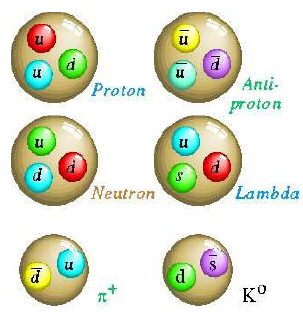 u
u d
Proton
ū
ū d̄
Anti-
proton
u
d d
Neutron
u
s d
Lambda
d̄ u
π⁺
d s̄
K⁰